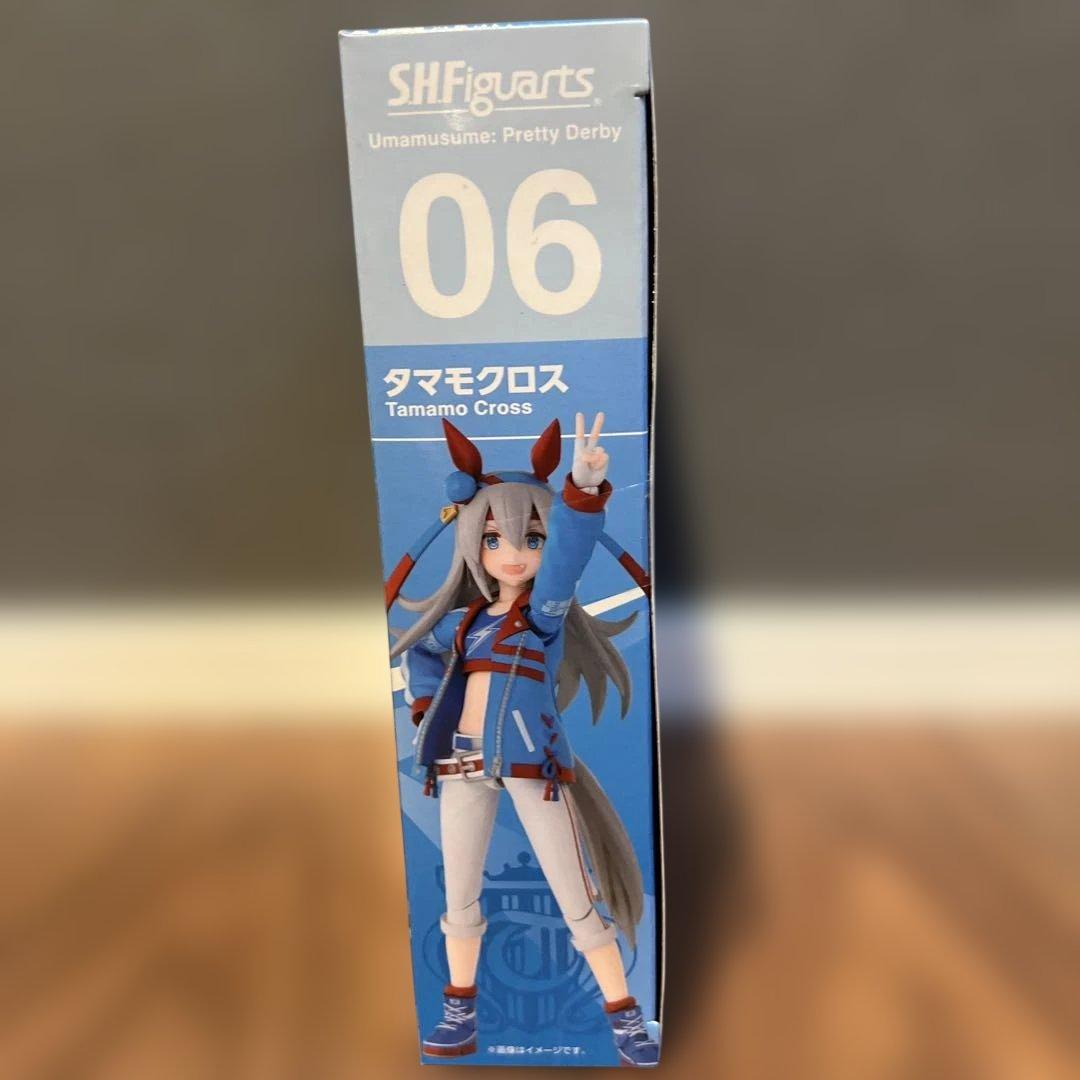 S.H.Figuarts®
Umamusume: Pretty Derby
06
タマモクロス
Tamamo Cross
※画像はイメージです。